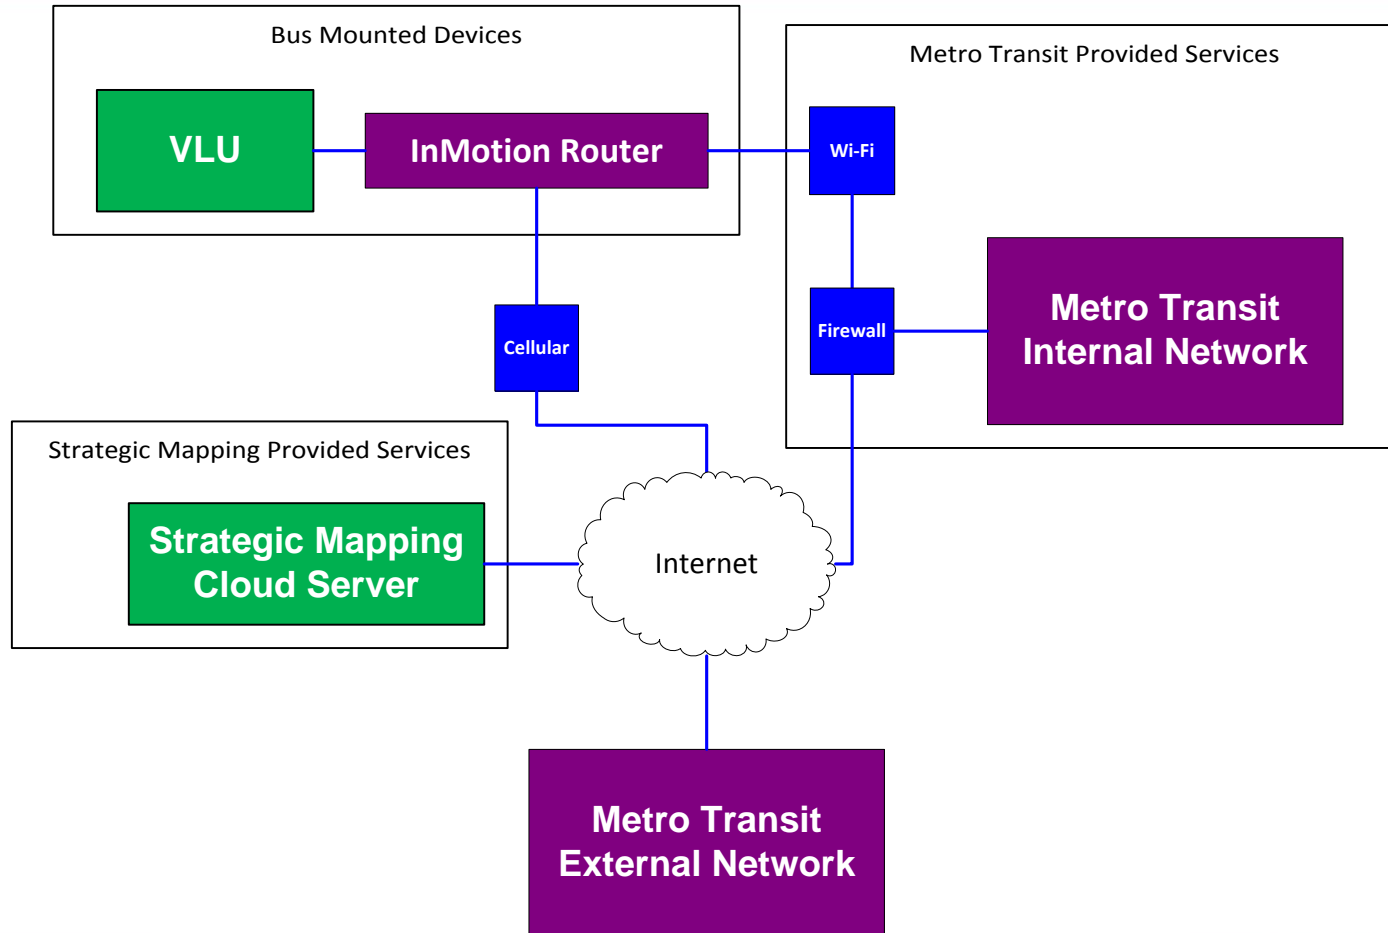 Bus Mounted Devices
Metro Transit Provided Services
VLU
InMotion Router
Wi-Fi
Metro Transit
Internal Network
Firewall
Cellular
Strategic Mapping Provided Services
Strategic Mapping
Cloud Server
Internet
Metro Transit
External Network